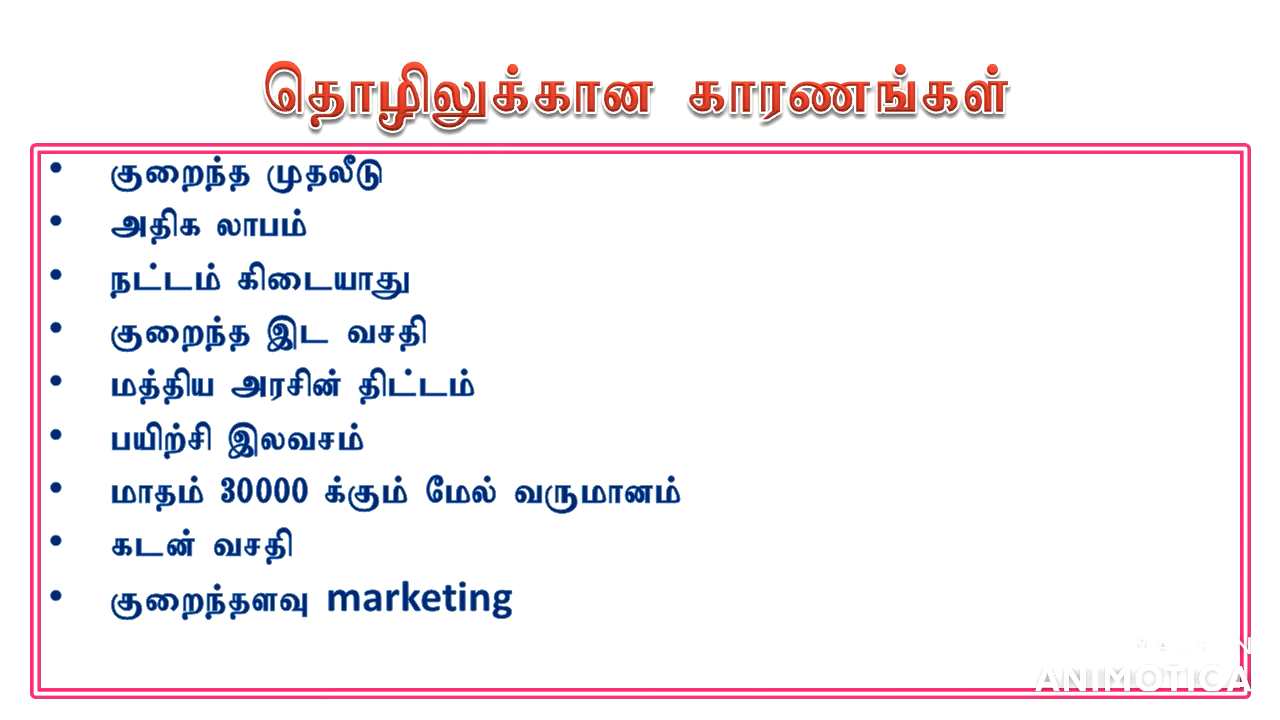 தொழிலுக்கான காரணங்கள்
• குறைந்த முதலீடு
• அதிக லாபம்
• நட்டம் கிடையாது
• குறைந்த இட வசதி
• மத்திய அரசின் திட்டம்
• பயிற்சி இலவசம்
• மாதம் 30000 க்கும் மேல் வருமானம்
• கடன் வசதி
• குறைந்தளவு marketing
ANIMOTICA